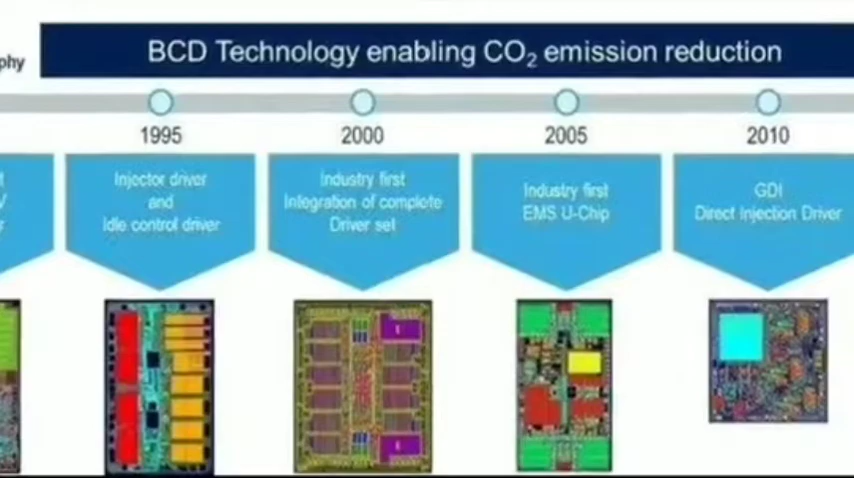 BCD Technology enabling CO₂ emission reduction
phy
1995
2000
2005
2010
Injector driver
and
Idle control driver
Industry first
Integration of complete
Driver set
Industry first
EMS U-Chip
GDI
Direct Injection Driver